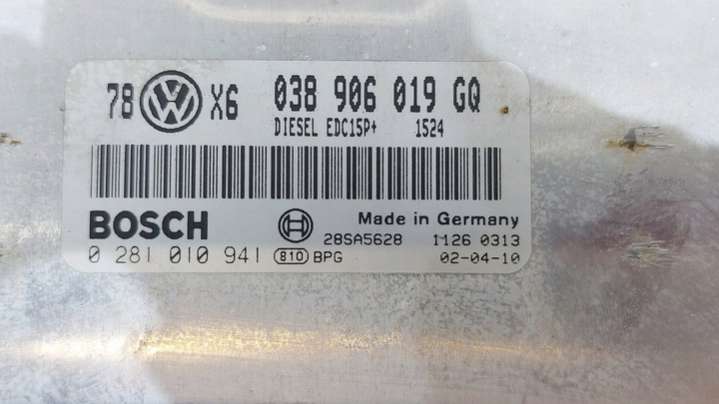 78 VW X6 038 906 019 GQ
DIESEL EDC15P+ 1524
BOSCH Made in Germany
28SA5628 1126 0313
0 281 010 941 810 BPG 02-04-10